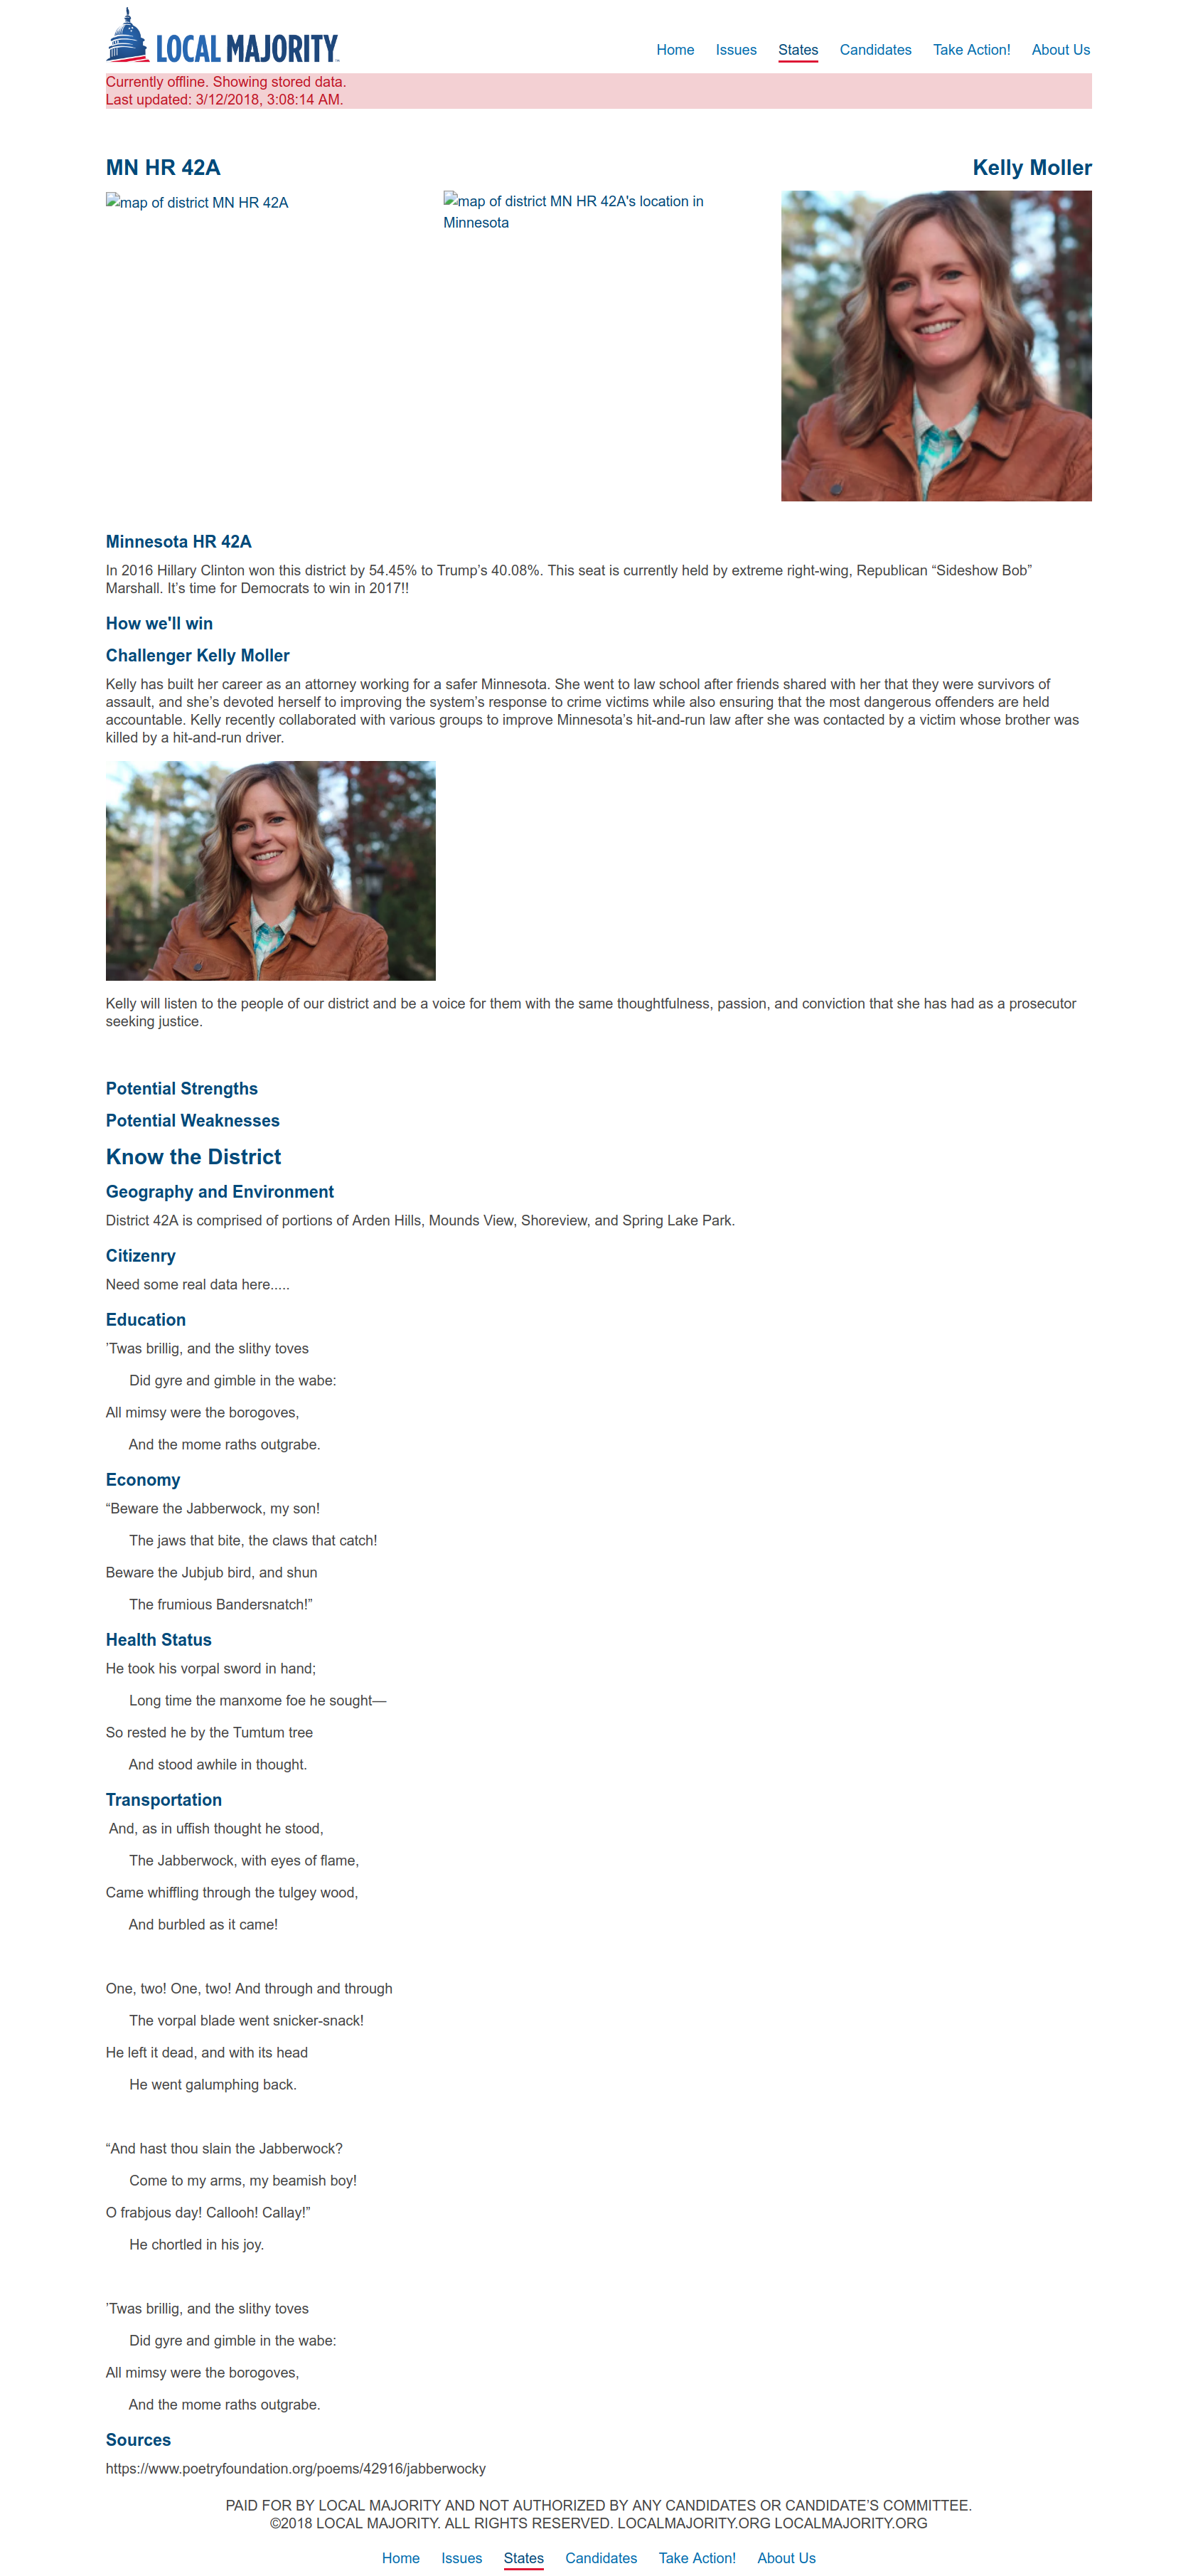 LOCAL MAJORITY™
Home Issues States Candidates Take Action! About Us
Currently offline. Showing stored data.
Last updated: 3/12/2018, 3:08:14 AM.
MN HR 42A
Kelly Moller
map of district MN HR 42A
map of district MN HR 42A's location in
Minnesota
Minnesota HR 42A
In 2016 Hillary Clinton won this district by 54.45% to Trump’s 40.08%. This seat is currently held by extreme right-wing, Republican “Sideshow Bob”
Marshall. It’s time for Democrats to win in 2017!!
How we'll win
Challenger Kelly Moller
Kelly has built her career as an attorney working for a safer Minnesota. She went to law school after friends shared with her that they were survivors of
assault, and she’s devoted herself to improving the system’s response to crime victims while also ensuring that the most dangerous offenders are held
accountable. Kelly recently collaborated with various groups to improve Minnesota’s hit-and-run law after she was contacted by a victim whose brother was
killed by a hit-and-run driver.
Kelly will listen to the people of our district and be a voice for them with the same thoughtfulness, passion, and conviction that she has had as a prosecutor
seeking justice.
Potential Strengths
Potential Weaknesses
Know the District
Geography and Environment
District 42A is comprised of portions of Arden Hills, Mounds View, Shoreview, and Spring Lake Park.
Citizenry
Need some real data here.....
Education
’Twas brillig, and the slithy toves
Did gyre and gimble in the wabe:
All mimsy were the borogoves,
And the mome raths outgrabe.
Economy
“Beware the Jabberwock, my son!
The jaws that bite, the claws that catch!
Beware the Jubjub bird, and shun
The frumious Bandersnatch!”
Health Status
He took his vorpal sword in hand;
Long time the manxome foe he sought—
So rested he by the Tumtum tree
And stood awhile in thought.
Transportation
And, as in uffish thought he stood,
The Jabberwock, with eyes of flame,
Came whiffling through the tulgey wood,
And burbled as it came!
One, two! One, two! And through and through
The vorpal blade went snicker-snack!
He left it dead, and with its head
He went galumphing back.
“And hast thou slain the Jabberwock?
Come to my arms, my beamish boy!
O frabjous day! Callooh! Callay!”
He chortled in his joy.
’Twas brillig, and the slithy toves
Did gyre and gimble in the wabe:
All mimsy were the borogoves,
And the mome raths outgrabe.
Sources
https://www.poetryfoundation.org/poems/42916/jabberwocky
PAID FOR BY LOCAL MAJORITY AND NOT AUTHORIZED BY ANY CANDIDATES OR CANDIDATE’S COMMITTEE.
©2018 LOCAL MAJORITY. ALL RIGHTS RESERVED. LOCALMAJORITY.ORG LOCALMAJORITY.ORG
Home Issues States Candidates Take Action! About Us